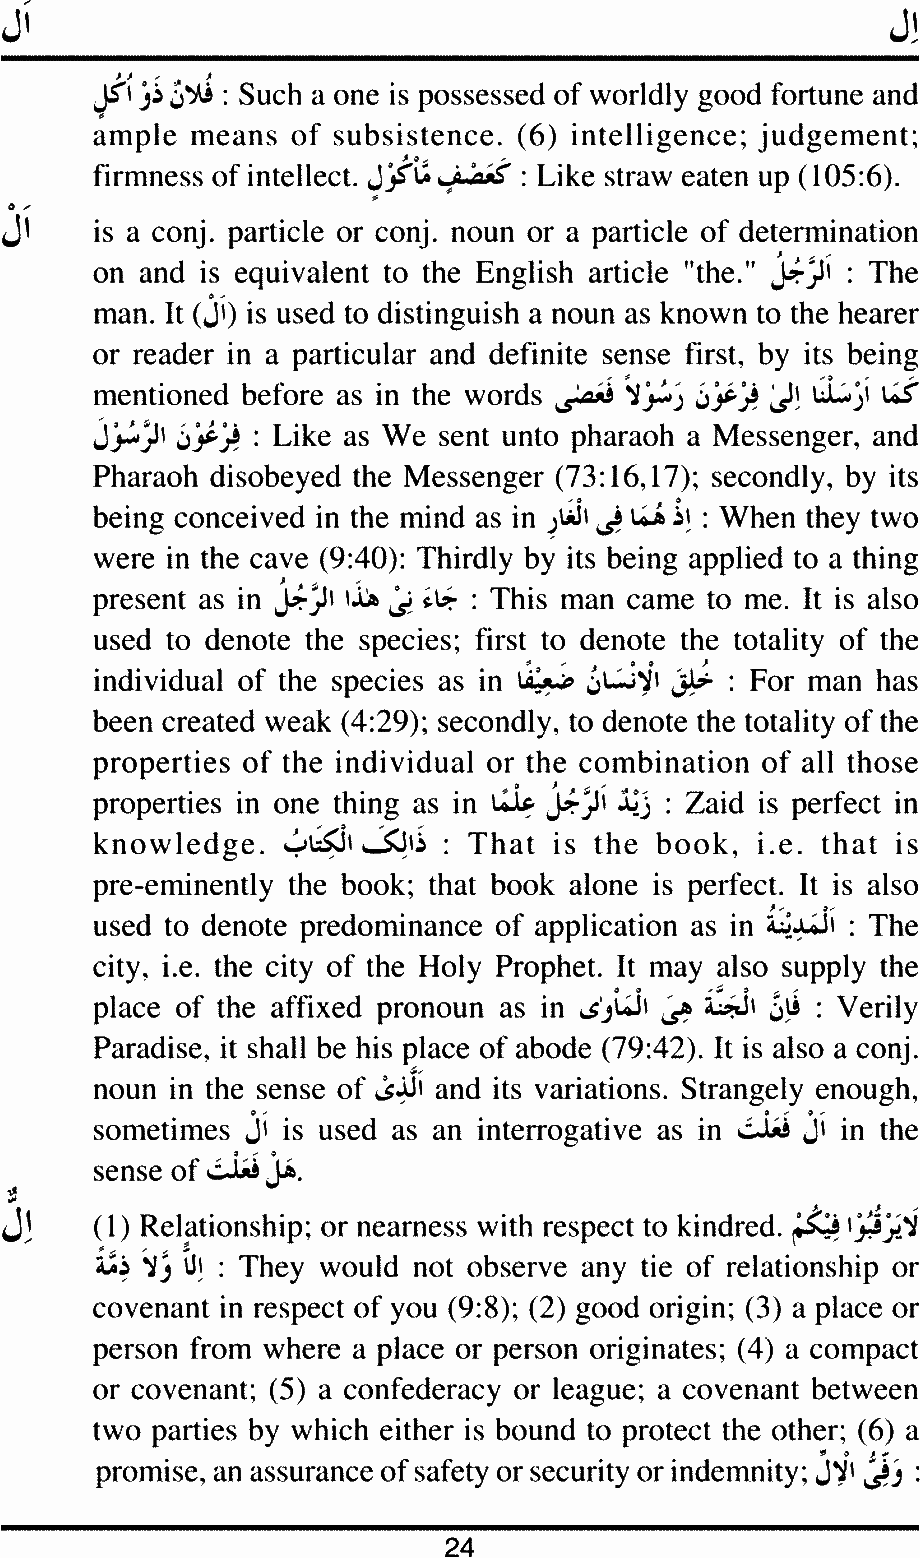 اَل اِل
فُلَانٌ ذَوْ اُكُلٍ : Such a one is possessed of worldly good fortune and
ample means of subsistence. (6) intelligence; judgement;
firmness of intellect. كَعَصْفٍ مَّأْكُوْلٍ : Like straw eaten up (105:6).
اَلْ is a conj. particle or conj. noun or a particle of determination
on and is equivalent to the English article "the." اَلرَّجُلُ : The
man. It (اَلْ) is used to distinguish a noun as known to the hearer
or reader in a particular and definite sense first, by its being
mentioned before as in the words كَمَا اَرْسَلْنَا اِلىٰ فِرْعَوْنَ رَسُوْلاً فَعَصٰى
فِرْعَوْنَ الرَّسُوْلَ : Like as We sent unto pharaoh a Messenger, and
Pharaoh disobeyed the Messenger (73:16,17); secondly, by its
being conceived in the mind as in اِذْ هُمَا فِى الْغَارِ : When they two
were in the cave (9:40): Thirdly by its being applied to a thing
present as in جَاءَ نِىْ هٰذَا الرَّجُلُ : This man came to me. It is also
used to denote the species; first to denote the totality of the
individual of the species as in خُلِقَ الْاِنْسَانُ ضَعِيْفًا : For man has
been created weak (4:29); secondly, to denote the totality of the
properties of the individual or the combination of all those
properties in one thing as in زَيْدٌ اَلرَّجُلُ عِلْمًا : Zaid is perfect in
knowledge. ذَالِكَ الْكِتَابُ : That is the book, i.e. that is
pre-eminently the book; that book alone is perfect. It is also
used to denote predominance of application as in اَلْمَدِيْنَةُ : The
city, i.e. the city of the Holy Prophet. It may also supply the
place of the affixed pronoun as in فَاِنَّ الْجَنَّةَ هِىَ الْمَاْوٰى : Verily
Paradise, it shall be his place of abode (79:42). It is also a conj.
noun in the sense of اَلَّذِىْ and its variations. Strangely enough,
sometimes اَلْ is used as an interrogative as in اَلْ فَعَلْتَ in the
sense of هَلْ فَعَلْتَ.
اِلٌّ (1) Relationship; or nearness with respect to kindred. لَايَرْقُبُوْا فِيْكُمْ
اِلاًّ وَّلَا ذِمَّةً : They would not observe any tie of relationship or
covenant in respect of you (9:8); (2) good origin; (3) a place or
person from where a place or person originates; (4) a compact
or covenant; (5) a confederacy or league; a covenant between
two parties by which either is bound to protect the other; (6) a
promise, an assurance of safety or security or indemnity; وَفِىُّ الْاِلِّ :
24